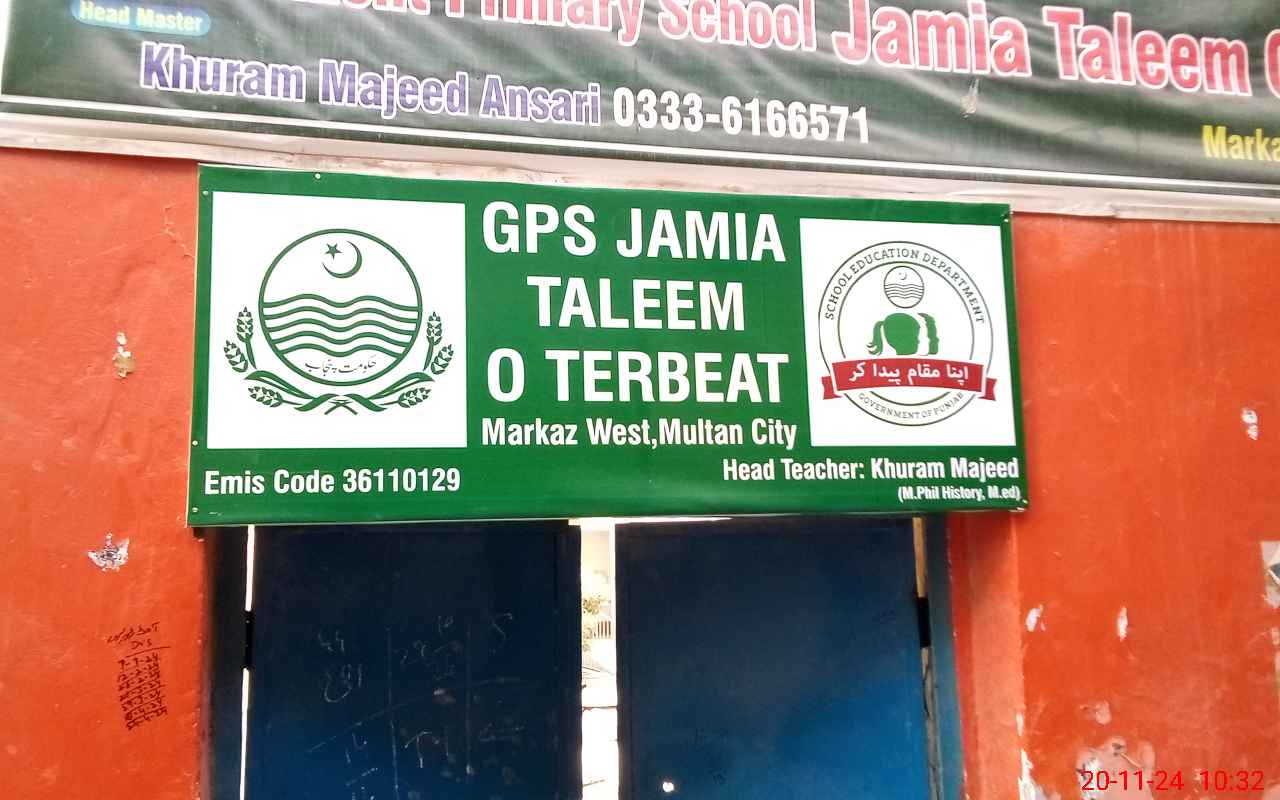 Primary School Jamia Taleem
Head Master
Khuram Majeed Ansari 0333-6166571
GPS JAMIA
TALEEM
O TERBEAT
Markaz West,Multan City
حکومت پنجاب
SCHOOL EDUCATION DEPARTMENT
اپنا مقام پیدا کر
GOVERNMENT OF PUNJAB
Emis Code 36110129
Head Teacher: Khuram Majeed
(M.Phil History, M.ed)
20-11-24 10:32